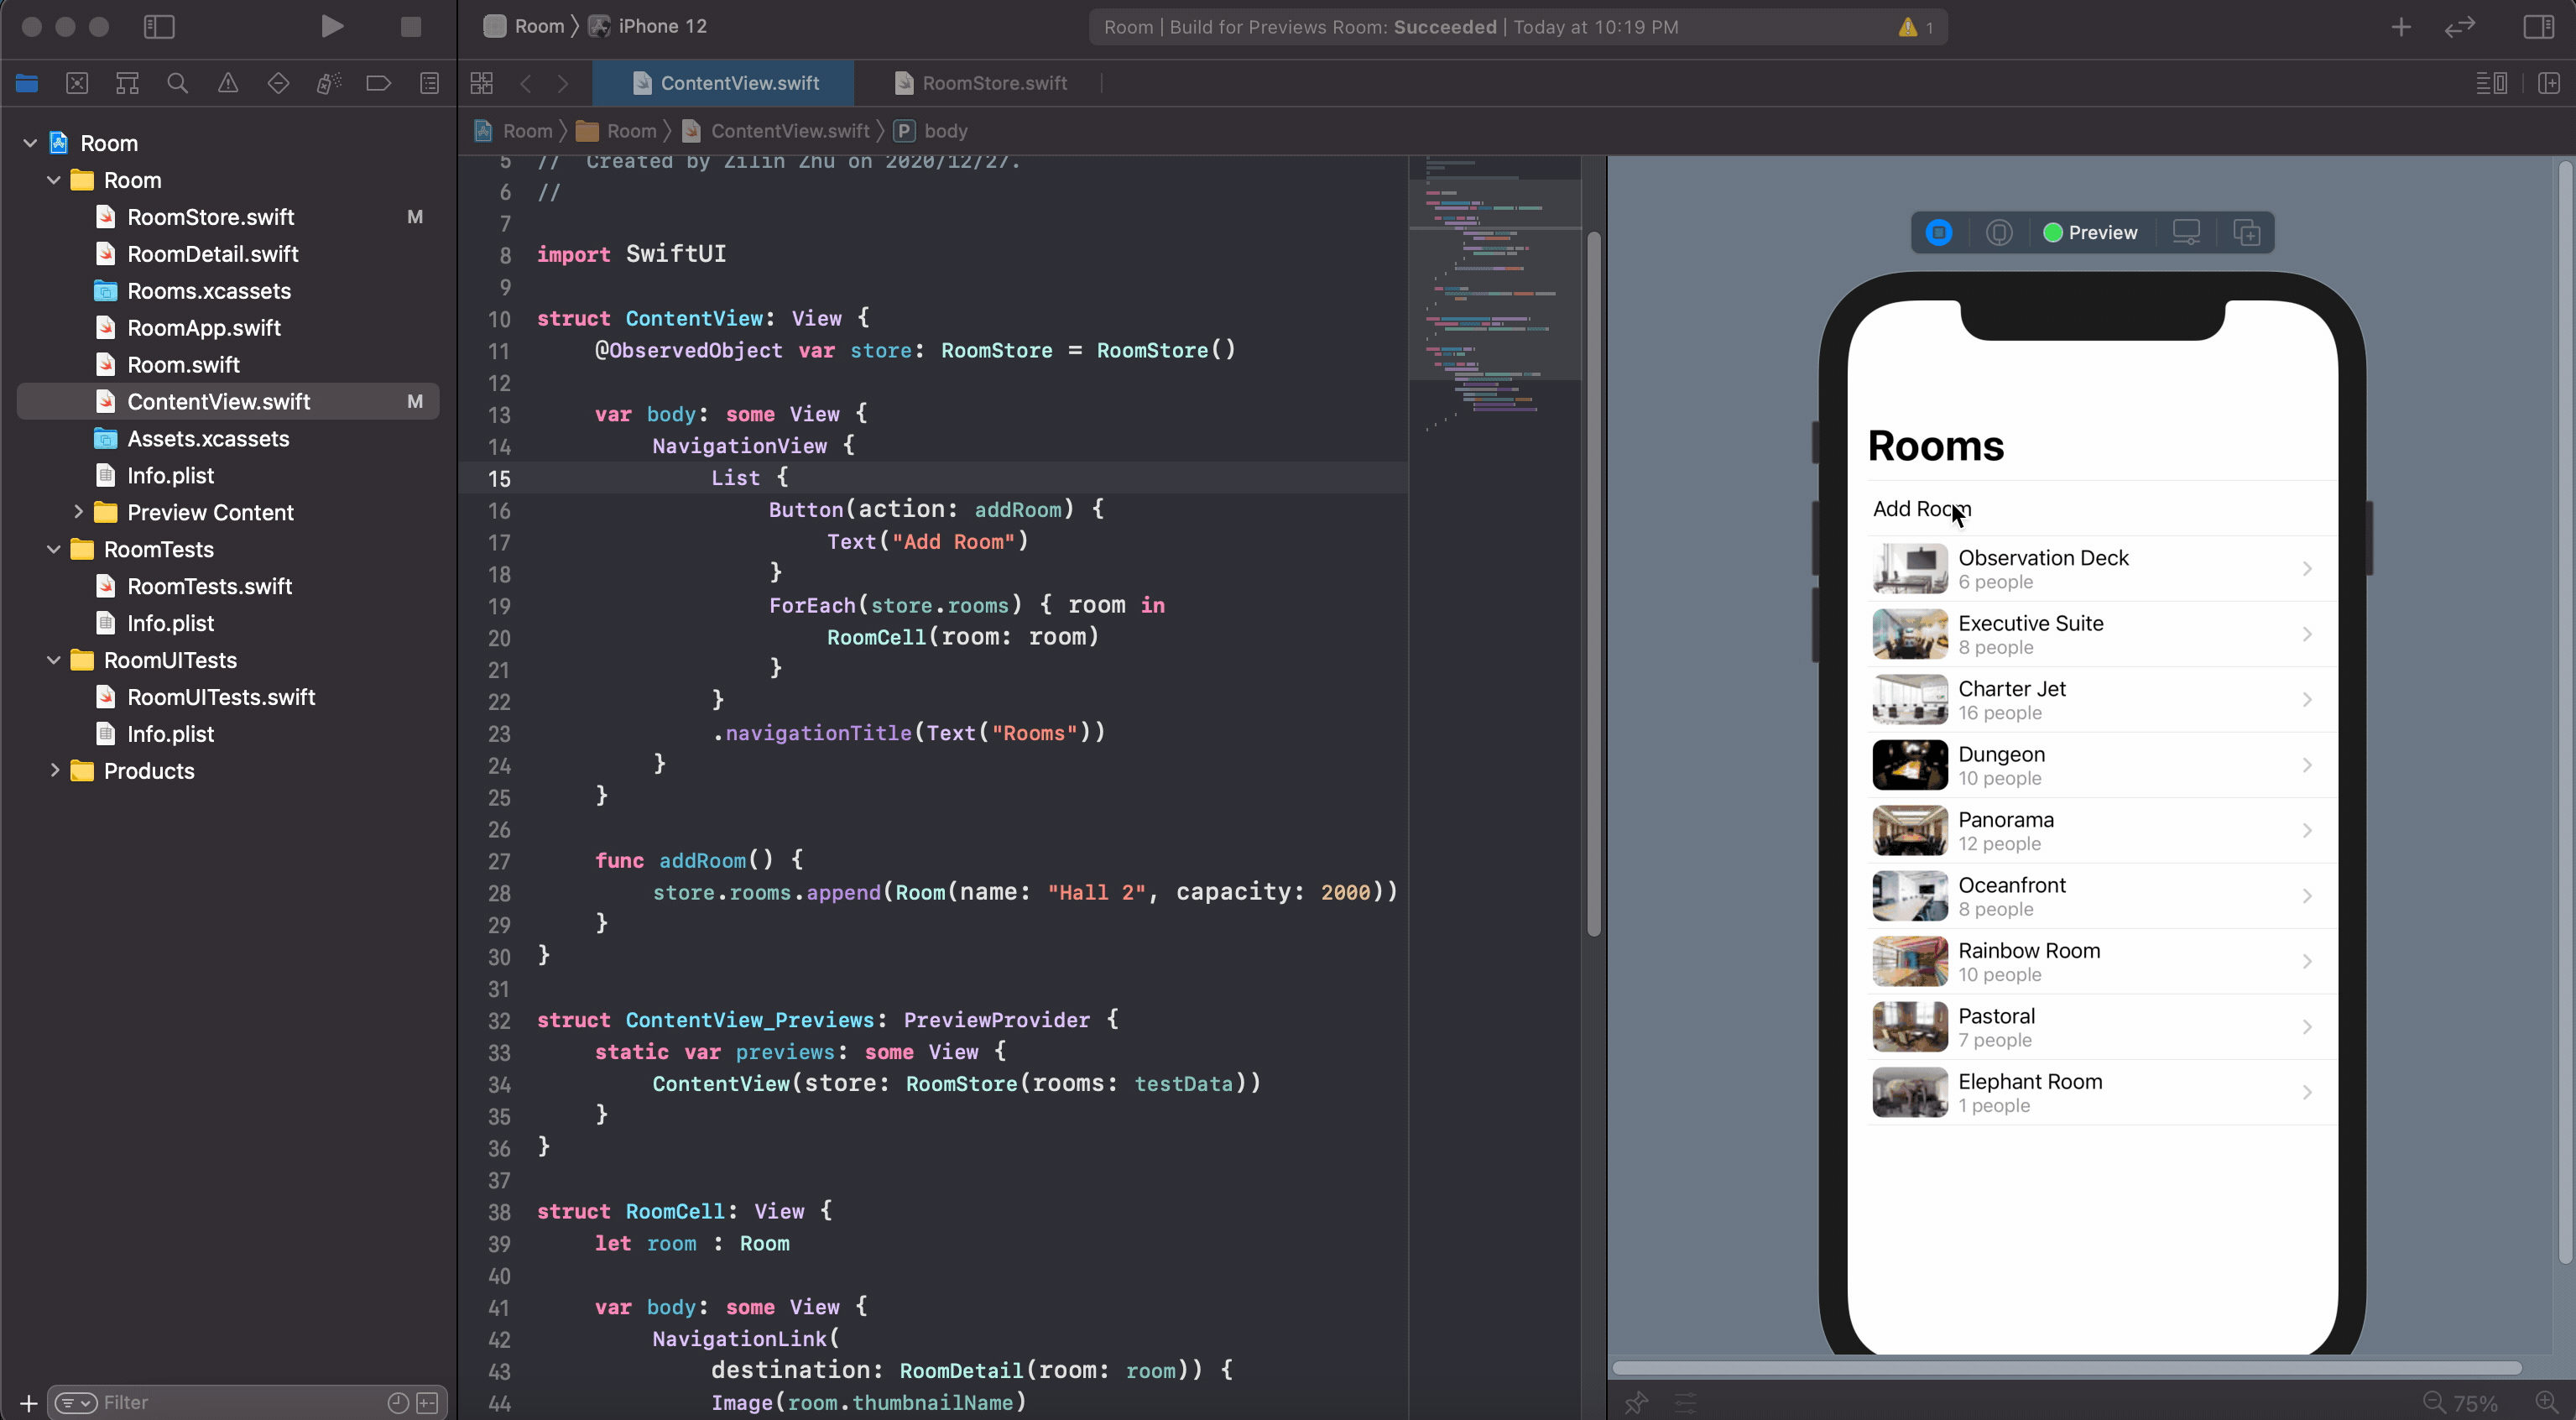 Room iPhone 12
Room | Build for Previews Room: Succeeded | Today at 10:19 PM 1
ContentView.swift RoomStore.swift
Room Room ContentView.swift P body
Room
Room
RoomStore.swift M
RoomDetail.swift
Rooms.xcassets
RoomApp.swift
Room.swift
ContentView.swift M
Assets.xcassets
Info.plist
Preview Content
RoomTests
RoomTests.swift
Info.plist
RoomUITests
RoomUITests.swift
Info.plist
Products
Filter
5 // Created by Zilin Zhu on 2020/12/27.
6 //
7
8 import SwiftUI
9
10 struct ContentView: View {
11 @ObservedObject var store: RoomStore = RoomStore()
12
13 var body: some View {
14 NavigationView {
15 List {
16 Button(action: addRoom) {
17 Text("Add Room")
18 }
19 ForEach(store.rooms) { room in
20 RoomCell(room: room)
21 }
22 }
23 .navigationTitle(Text("Rooms"))
24 }
25 }
26
27 func addRoom() {
28 store.rooms.append(Room(name: "Hall 2", capacity: 2000))
29 }
30 }
31
32 struct ContentView_Previews: PreviewProvider {
33 static var previews: some View {
34 ContentView(store: RoomStore(rooms: testData))
35 }
36 }
37
38 struct RoomCell: View {
39 let room : Room
40
41 var body: some View {
42 NavigationLink(
43 destination: RoomDetail(room: room)) {
44 Image(room.thumbnailName)
Preview
Rooms
Add Room
Observation Deck
6 people
Executive Suite
8 people
Charter Jet
16 people
Dungeon
10 people
Panorama
12 people
Oceanfront
8 people
Rainbow Room
10 people
Pastoral
7 people
Elephant Room
1 people
75%